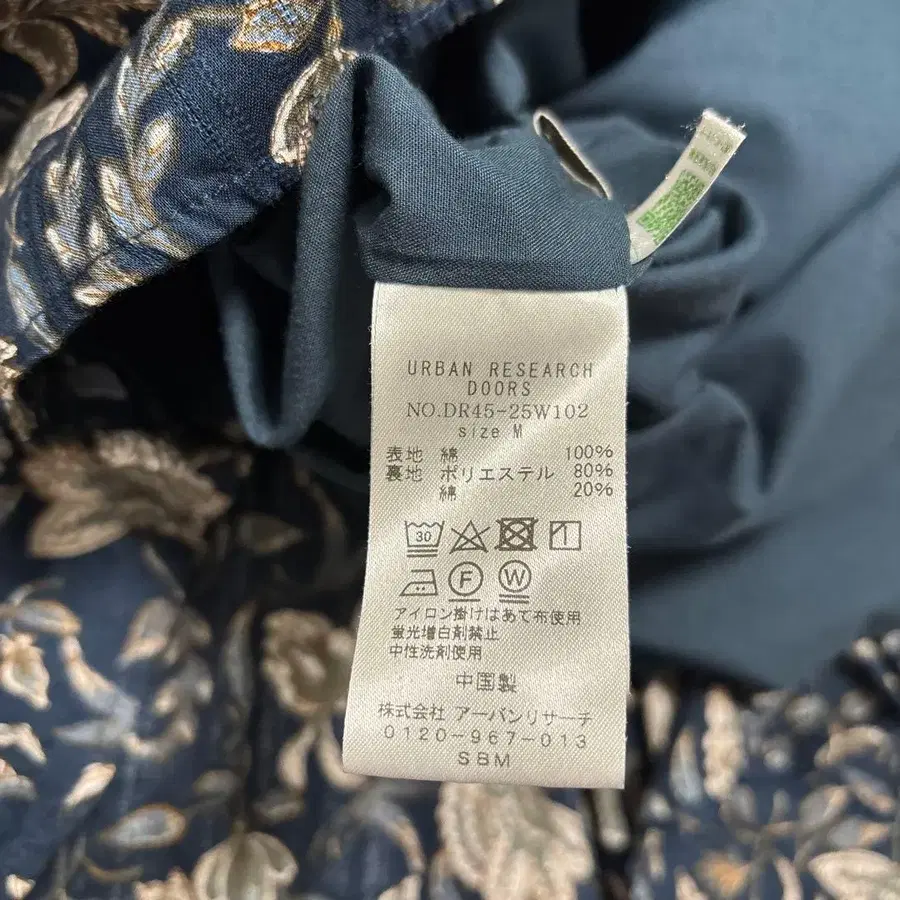 URBAN RESEARCH
DOORS
NO.DR45-25W102
size M
表地 綿 100%
裏地 ポリエステル 80%
綿 20%
30
F W
アイロン掛けはあて布使用
蛍光増白剤禁止
中性洗剤使用
中国製
株式会社 アーバンリサーチ
0120-967-013
SBM